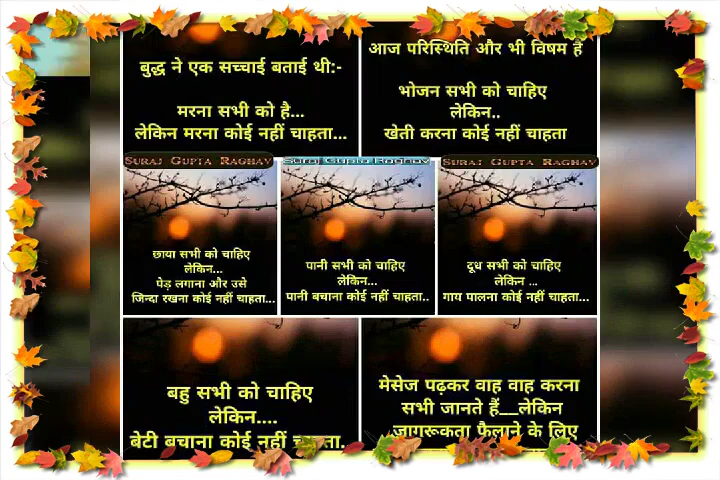 बुद्ध ने एक सच्चाई बताई थी:-
मरना सभी को है...
लेकिन मरना कोई नहीं चाहता...
आज परिस्थिति और भी विषम है
भोजन सभी को चाहिए
लेकिन..
खेती करना कोई नहीं चाहता
SURAJ GUPTA RAGHAV
Suraj Gupta Raghav
SURAJ GUPTA RAGHAV
छाया सभी को चाहिए
लेकिन...
पेड़ लगाना और उसे
जिन्दा रखना कोई नहीं चाहता...
पानी सभी को चाहिए
लेकिन...
पानी बचाना कोई नहीं चाहता..
दूध सभी को चाहिए
लेकिन ...
गाय पालना कोई नहीं चाहता...
बहु सभी को चाहिए
लेकिन....
बेटी बचाना कोई नहीं
मेसेज पढ़कर वाह वाह करना
सभी जानते हैं__लेकिन
जागरूकता फैलाने के लिए